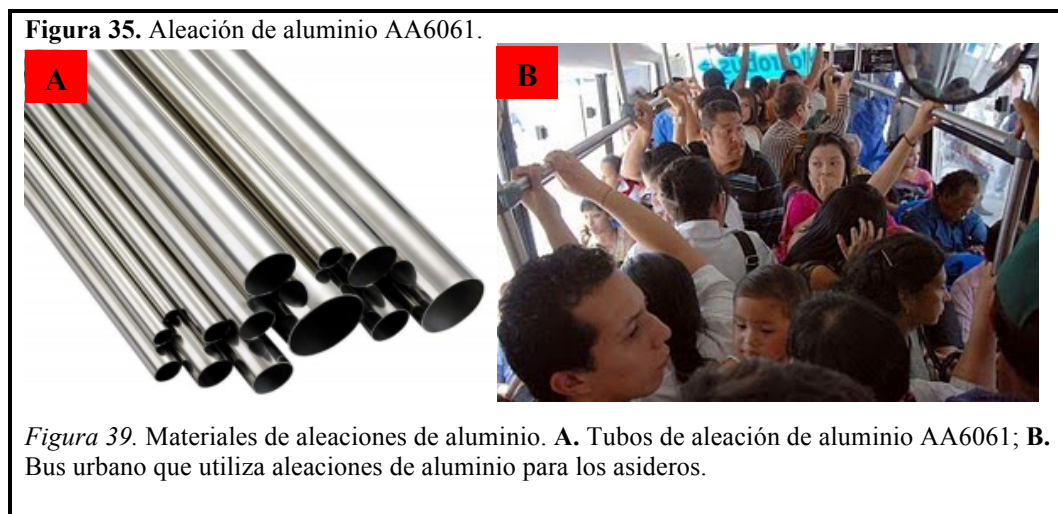 Figura 35. Aleación de aluminio AA6061.
A
B
Figura 39. Materiales de aleaciones de aluminio. A. Tubos de aleación de aluminio AA6061; B.
Bus urbano que utiliza aleaciones de aluminio para los asideros.